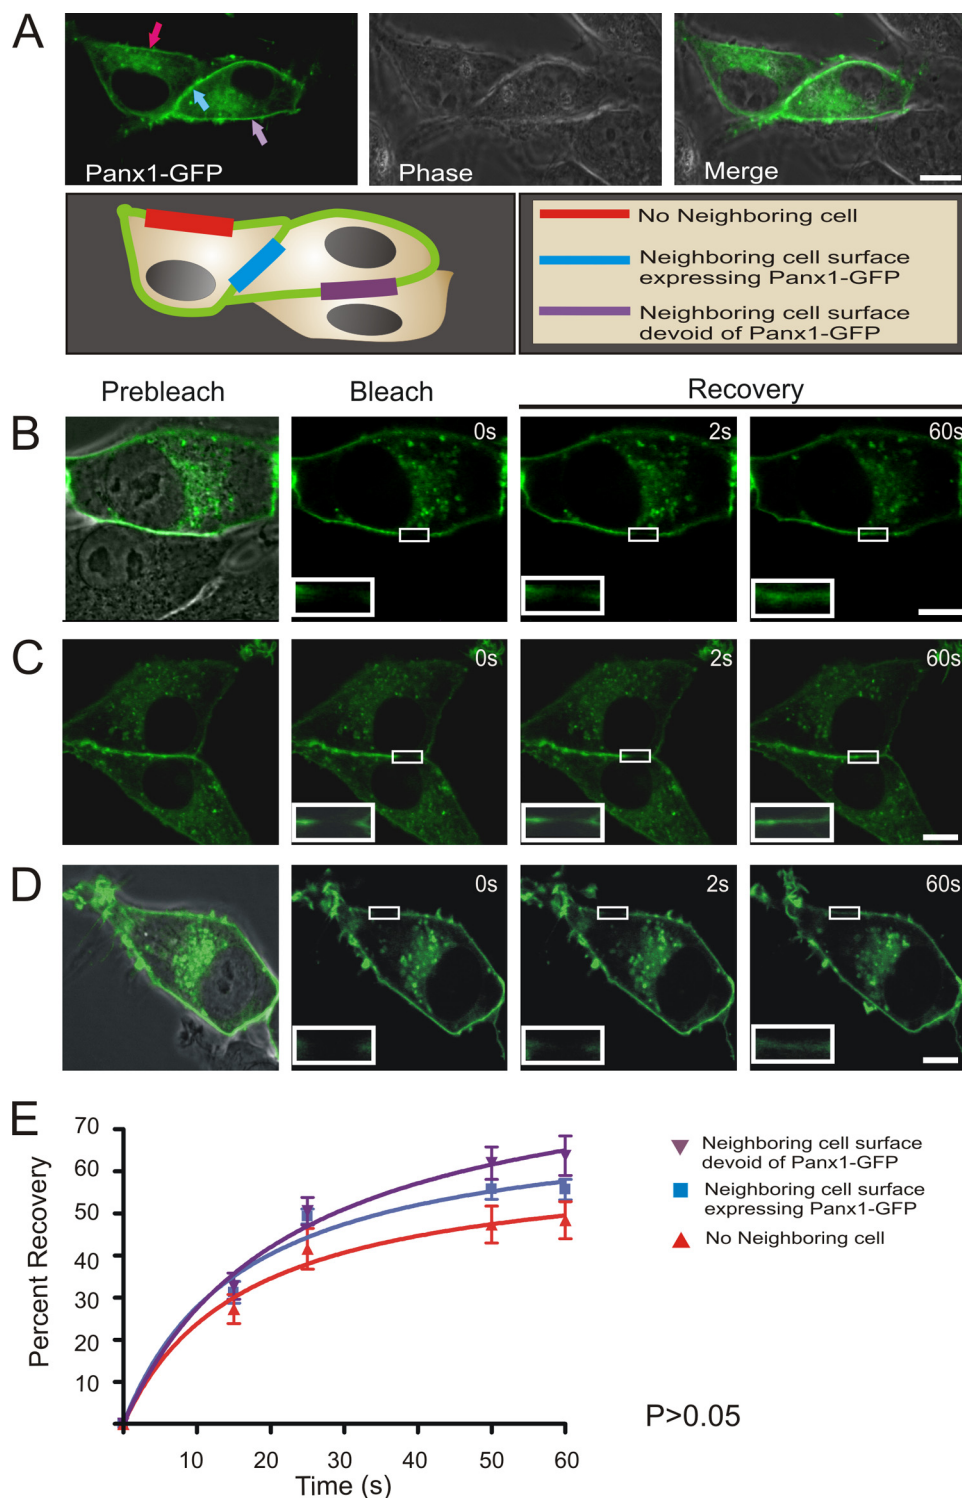 A
Panx1-GFP
Phase
Merge
No Neighboring cell
Neighboring cell surface
expressing Panx1-GFP
Neighboring cell surface
devoid of Panx1-GFP
Prebleach
Bleach
Recovery
B
0s
2s
60s
C
0s
2s
60s
D
0s
2s
60s
E
Percent Recovery
70
60
50
40
30
20
10
10
20
30
40
50
60
Time (s)
Neighboring cell surface
devoid of Panx1-GFP
Neighboring cell surface
expressing Panx1-GFP
No Neighboring cell
P>0.05